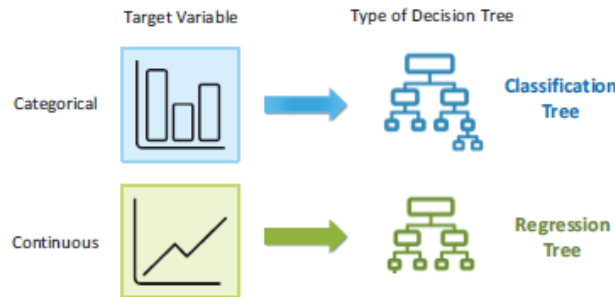 Target Variable
Type of Decision Tree
Categorical
Classification
Tree
Continuous
Regression
Tree